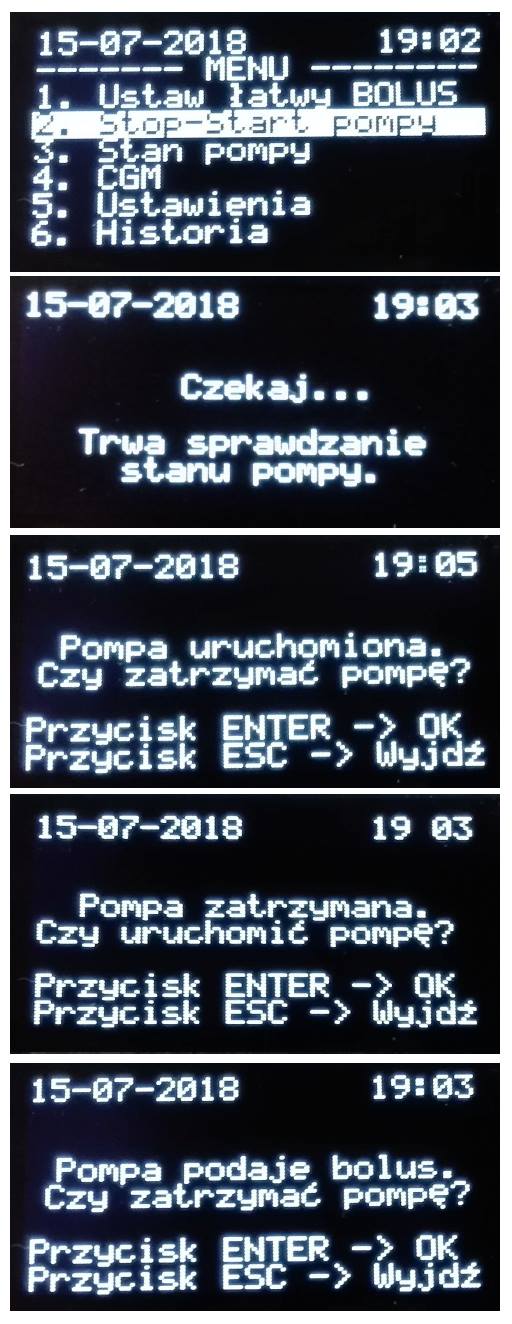 15-07-2018 19:02
------- MENU --------
1. Ustaw łatwy BOLUS
2. Stop-Start pompy
3. Stan pompy
4. CGM
5. Ustawienia
6. Historia
15-07-2018 19:03
Czekaj...
Trwa sprawdzanie
stanu pompy.
15-07-2018 19:05
Pompa uruchomiona.
Czy zatrzymać pompę?
Przycisk ENTER -> OK
Przycisk ESC -> Wyjdź
15-07-2018 19 03
Pompa zatrzymana.
Czy uruchomić pompę?
Przycisk ENTER -> OK
Przycisk ESC -> Wyjdź
15-07-2018 19:03
Pompa podaje bolus.
Czy zatrzymać pompę?
Przycisk ENTER -> OK
Przycisk ESC -> Wyjdź